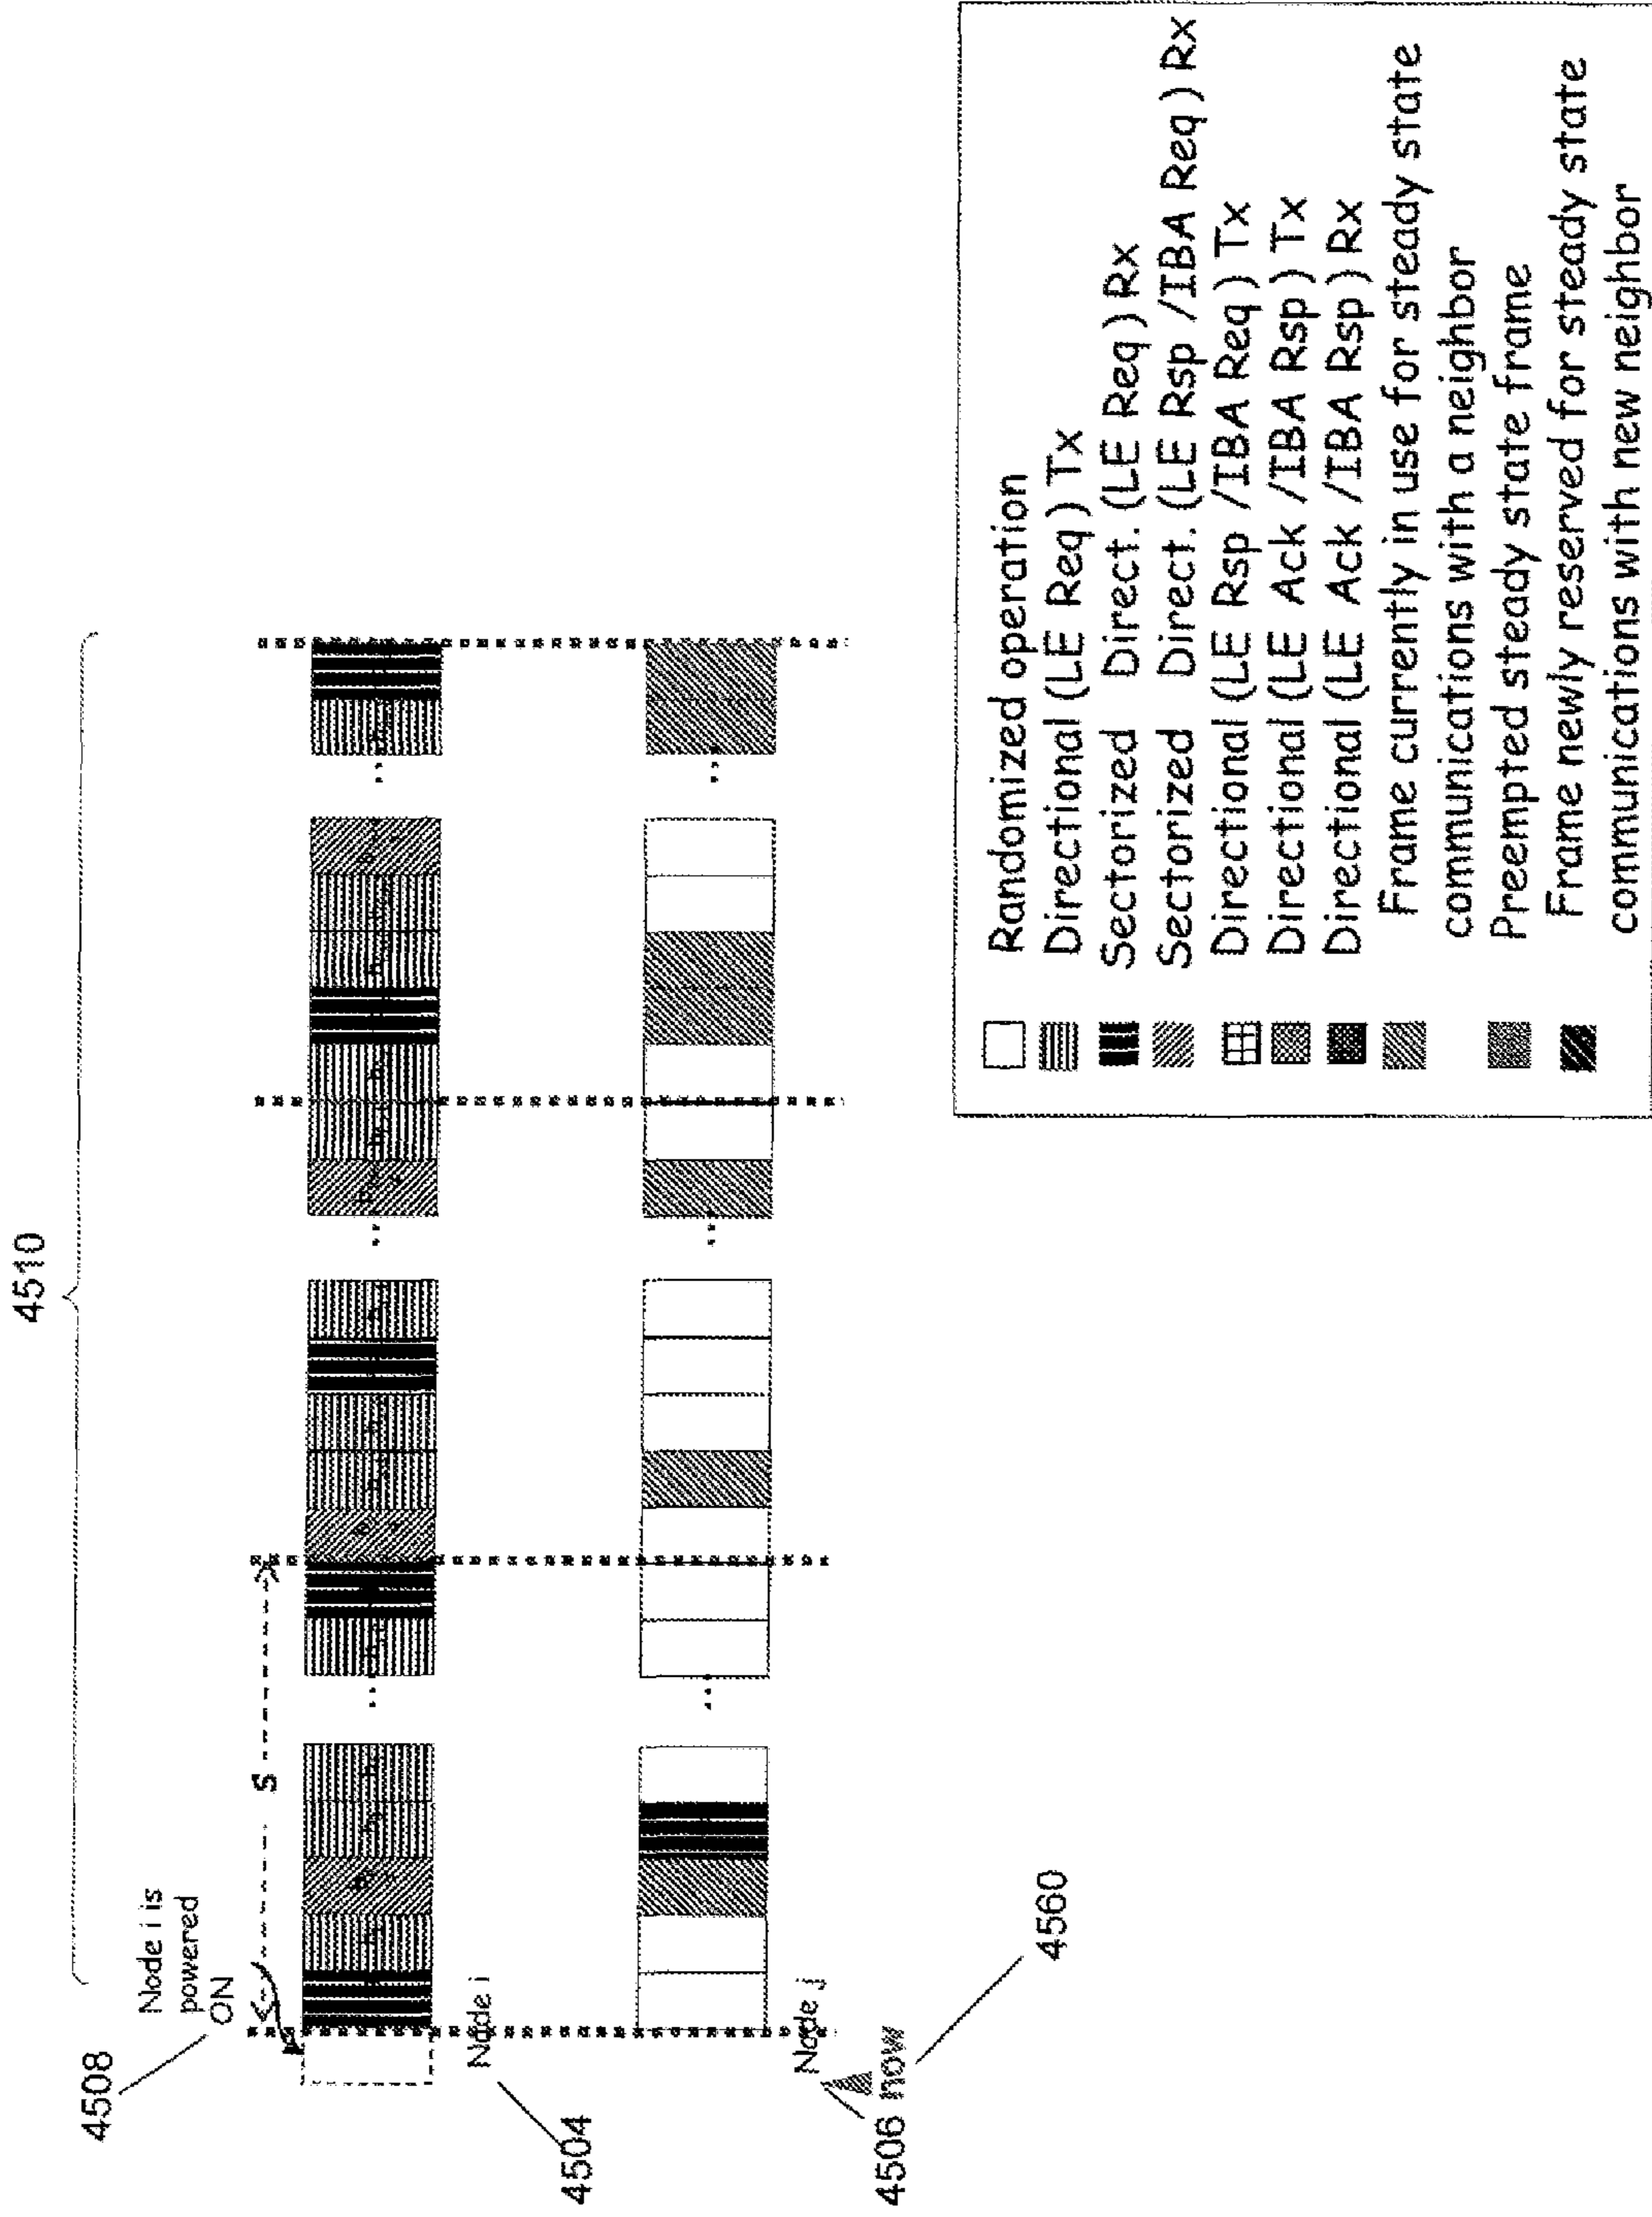 4510
4508
Node i is
powered
ON
S
Node i
4504
Node j
4506
now
4560
Randomized operation
Directional (LE Req) Tx
Sectorized Direct. (LE Req) Rx
Sectorized Direct. (LE Rsp /IBA Req) Rx
Directional (LE Rsp /IBA Req) Tx
Directional (LE Ack /IBA Rsp) Tx
Directional (LE Ack /IBA Rsp) Rx
Frame currently in use for steady state
communications with a neighbor
Preempted steady state frame
Frame newly reserved for steady state
communications with new neighbor